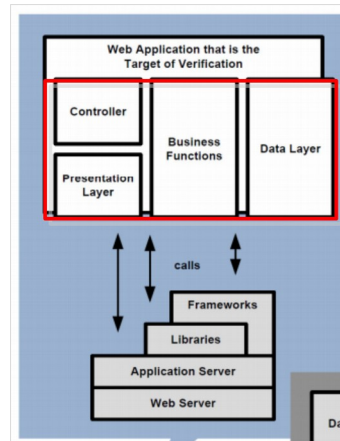 Web Application that is the
Target of Verification
Controller
Presentation
Layer
Business
Functions
Data Layer
calls
Frameworks
Libraries
Application Server
Web Server